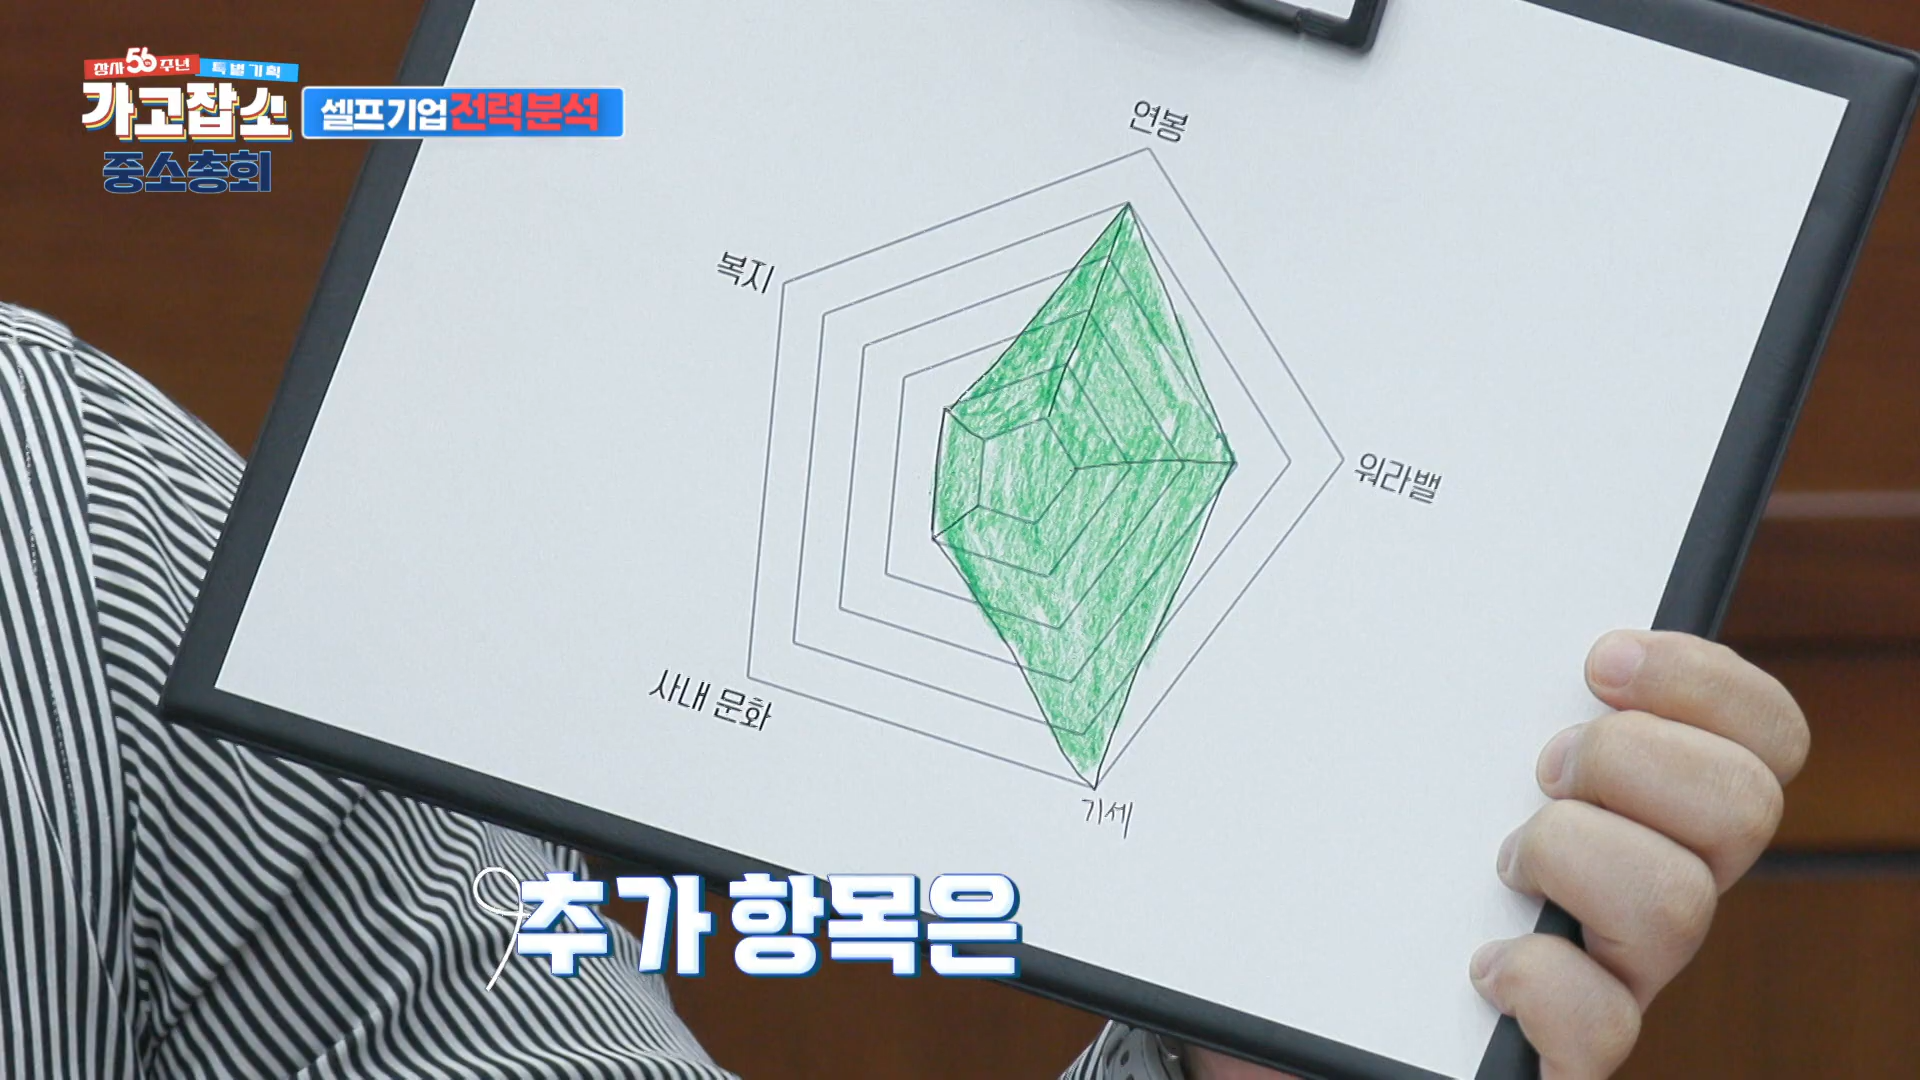 창사 56주년 특별기획
가고잡소
중소총회
셀프기업 전력분석
연봉
복지
워라밸
사내 문화
기세
추가 항목은